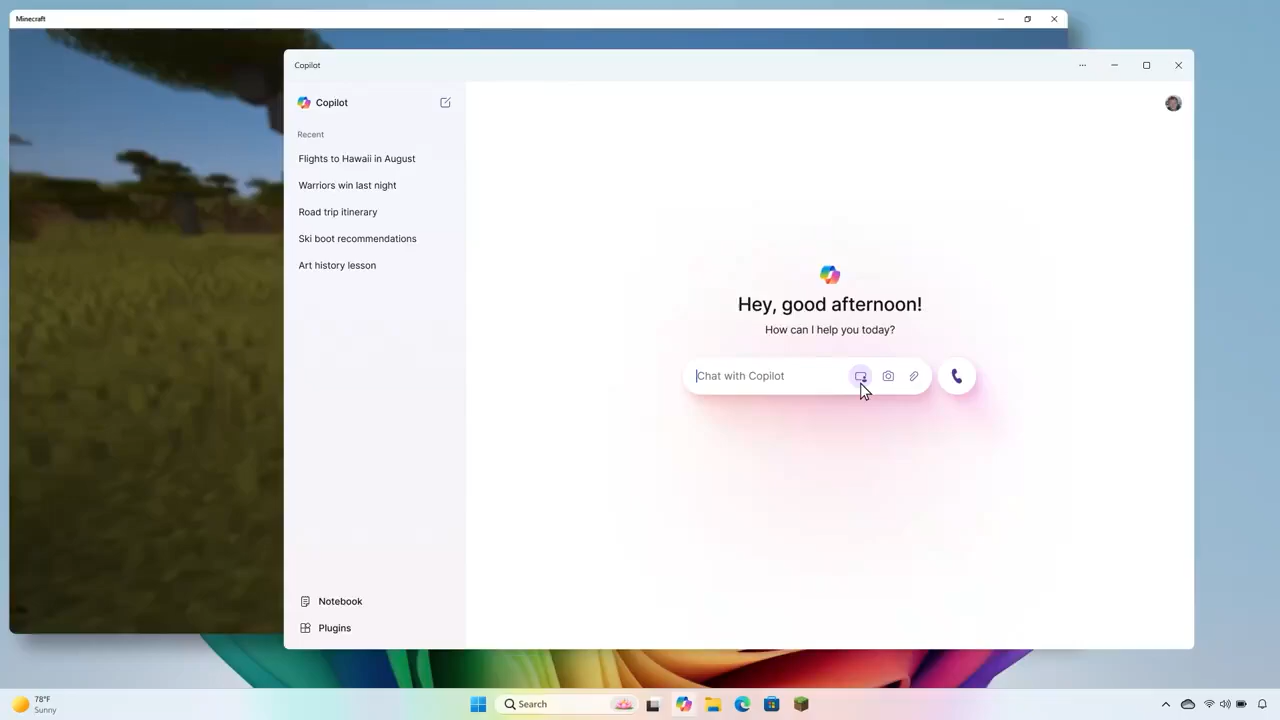 Minecraft
Copilot
Copilot
Recent
Flights to Hawaii in August
Warriors win last night
Road trip itinerary
Ski boot recommendations
Art history lesson
Hey, good afternoon!
How can I help you today?
Chat with Copilot
Notebook
Plugins
78°F
Sunny
Search